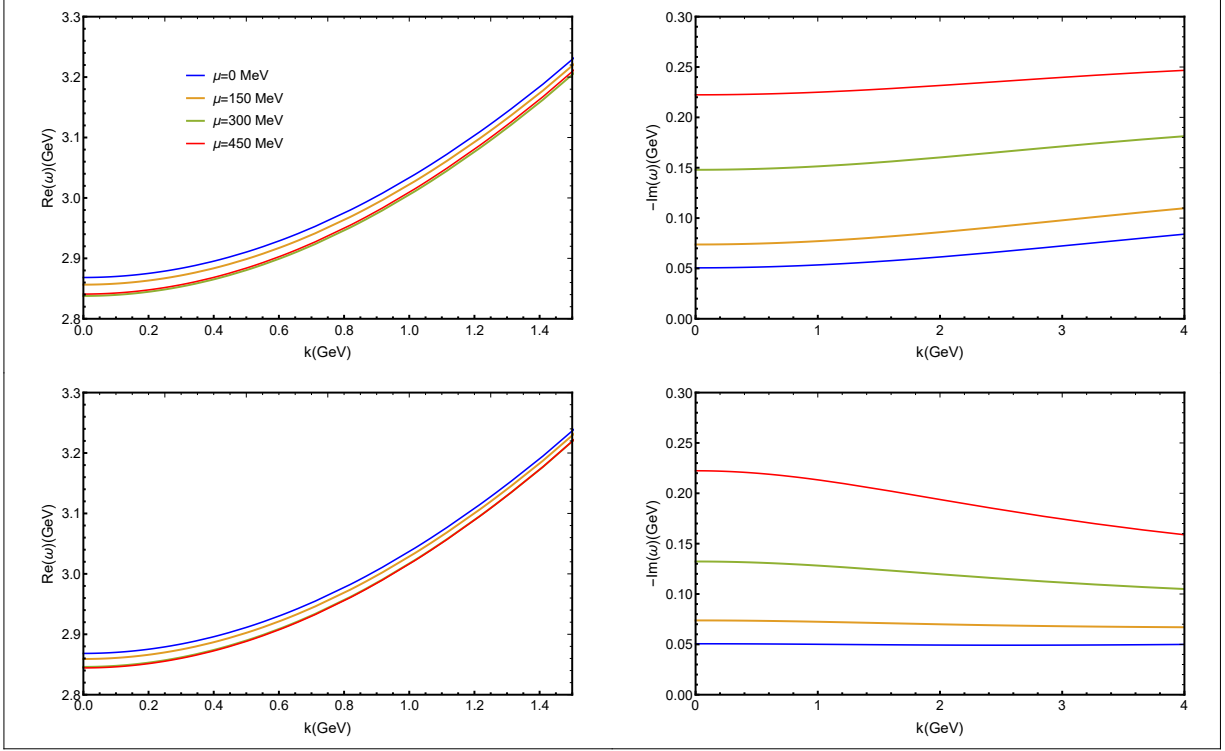 3.3
3.2
3.1
3.0
2.9
2.8
Re(ω)(GeV)
μ=0 MeV
μ=150 MeV
μ=300 MeV
μ=450 MeV
0.0 0.2 0.4 0.6 0.8 1.0 1.2 1.4
k(GeV)
0.30
0.25
0.20
0.15
0.10
0.05
0.00
-Im(ω)(GeV)
0 1 2 3 4
k(GeV)
3.3
3.2
3.1
3.0
2.9
2.8
Re(ω)(GeV)
0.0 0.2 0.4 0.6 0.8 1.0 1.2 1.4
k(GeV)
0.30
0.25
0.20
0.15
0.10
0.05
0.00
-Im(ω)(GeV)
0 1 2 3 4
k(GeV)